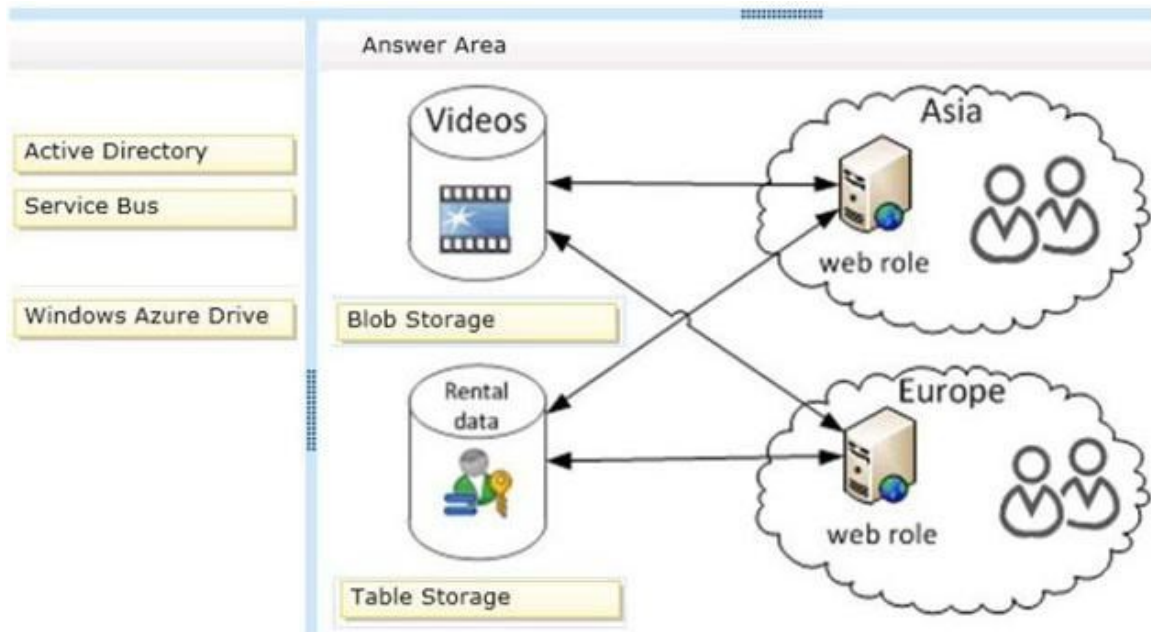 Answer Area
Active Directory
Service Bus
Windows Azure Drive
Videos
Blob Storage
Rental
data
Table Storage
Asia
web role
Europe
web role